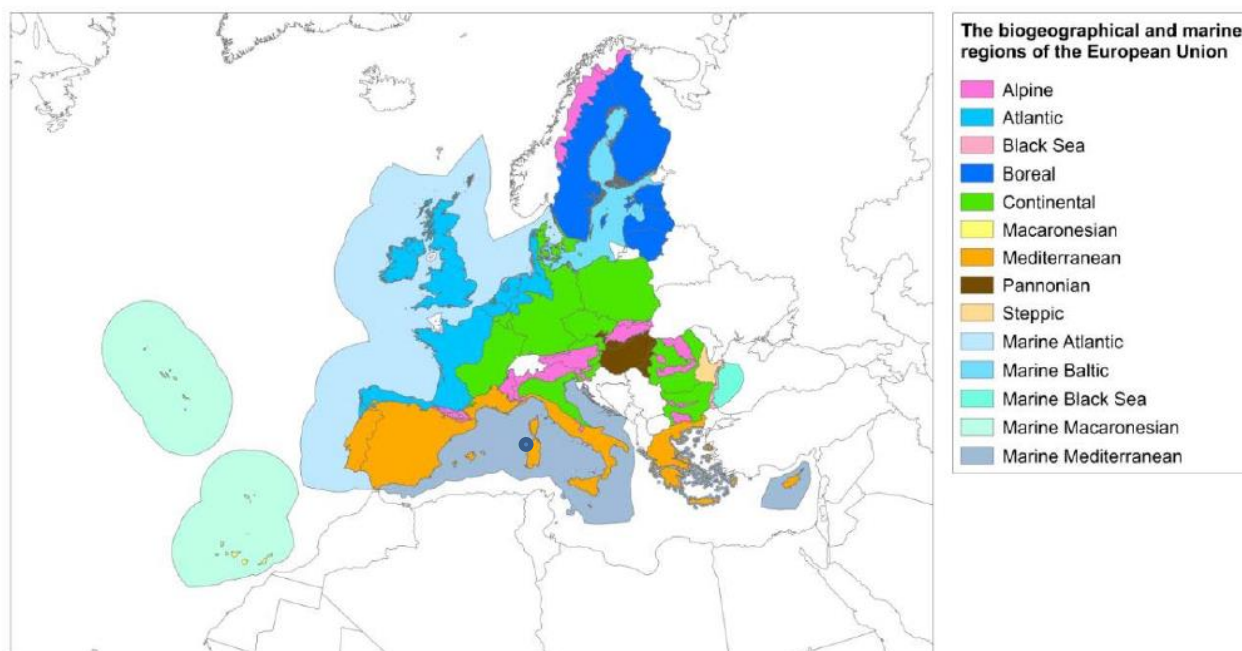 The biogeographical and marine
regions of the European Union
Alpine
Atlantic
Black Sea
Boreal
Continental
Macaronesian
Mediterranean
Pannonian
Steppic
Marine Atlantic
Marine Baltic
Marine Black Sea
Marine Macaronesian
Marine Mediterranean